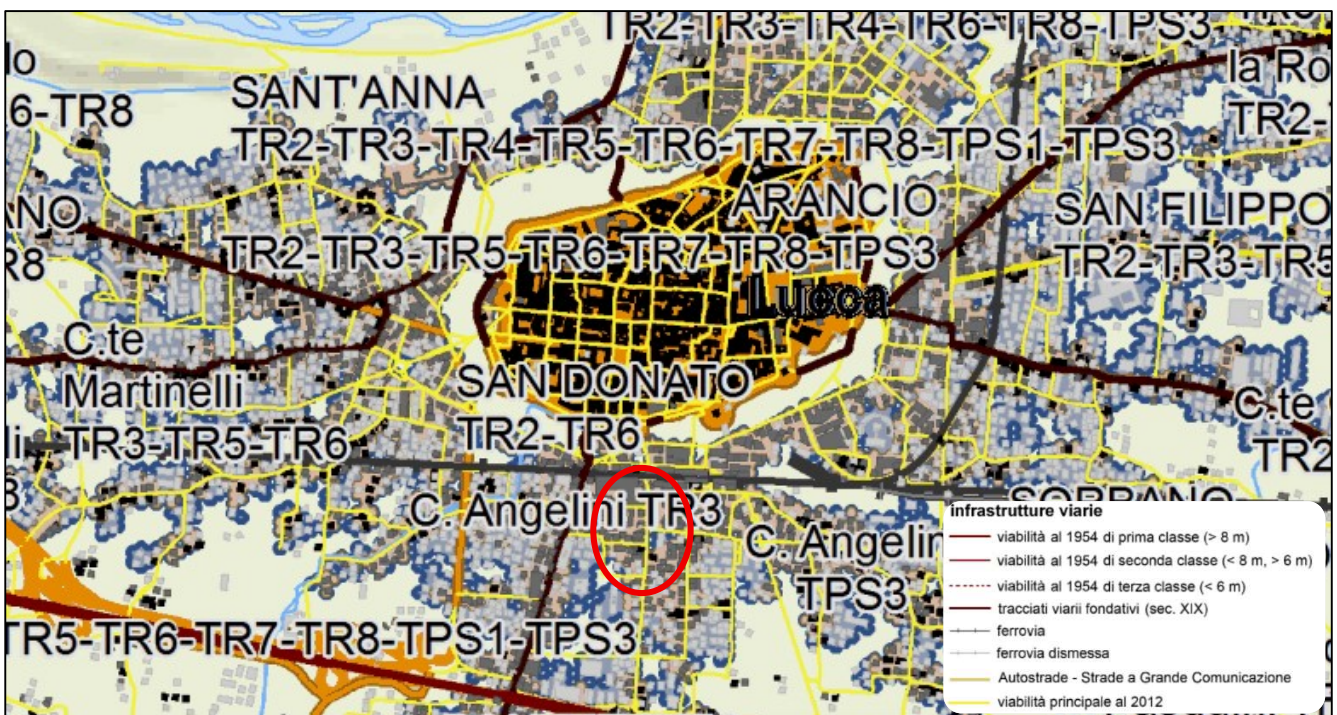 TR2-TR3-TR4-TR6-TR8-TPS3
lo
6-TR8
SANT'ANNA
TR2-TR3-TR4-TR5-TR6-TR7-TR8-TPS1-TPS3
la Ro
TR2-
ANO
R8
ARANCIO
TR2-TR3-TR5-TR6-TR7-TR8-TPS3
SAN FILIPPO
TR2-TR3-TR5
Lucca
C.te
Martinelli
li TR3-TR5-TR6
SAN DONATO
TR2-TR6
C.te
TR2
C. Angelini TR3
C. Angelin
TPS3
SORBANO
TR5-TR6-TR7-TR8-TPS1-TPS3
infrastrutture viarie
viabilità al 1954 di prima classe (> 8 m)
viabilità al 1954 di seconda classe (< 8 m, > 6 m)
viabilità al 1954 di terza classe (< 6 m)
tracciati viarii fondativi (sec. XIX)
ferrovia
ferrovia dismessa
Autostrade - Strade a Grande Comunicazione
viabilità principale al 2012